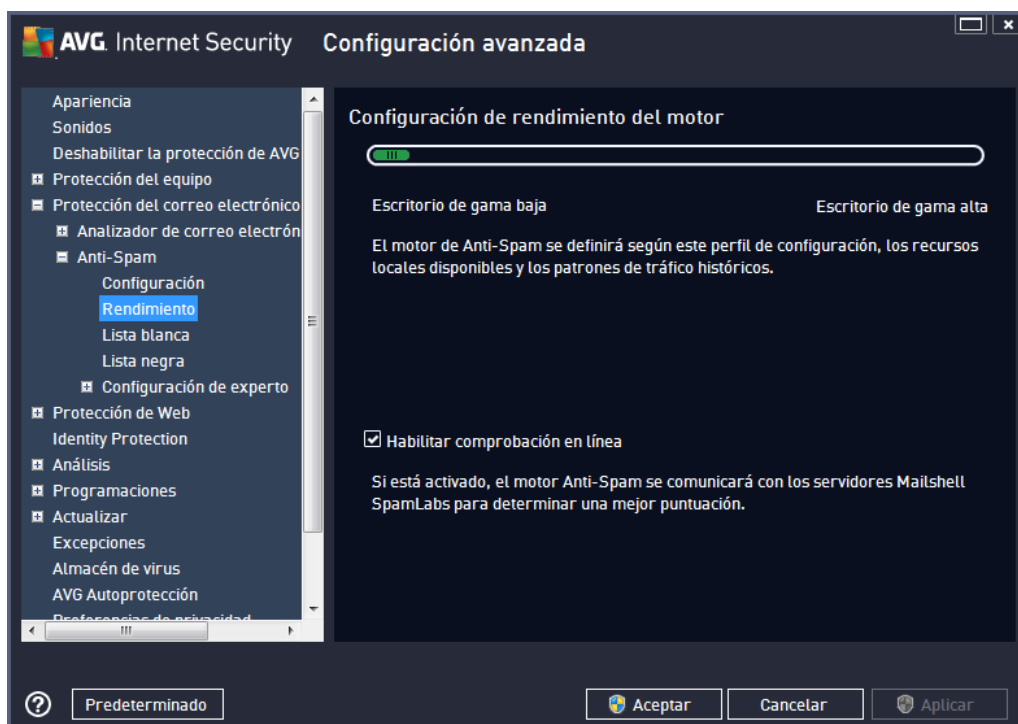 AVG. Internet Security
Configuración avanzada
Apariencia
Sonidos
Deshabilitar la protección de AVG
Protección del equipo
Protección del correo electrónico
Analizador de correo electrón
Anti-Spam
Configuración
Rendimiento
Lista blanca
Lista negra
Configuración de experto
Protección de Web
Identity Protection
Análisis
Programaciones
Actualizar
Excepciones
Almacén de virus
AVG Autoprotección
Preferencias de privacidad
Configuración de rendimiento del motor
Escritorio de gama baja
Escritorio de gama alta
El motor de Anti-Spam se definirá según este perfil de configuración, los recursos
locales disponibles y los patrones de tráfico históricos.
Habilitar comprobación en línea
Si está activado, el motor Anti-Spam se comunicará con los servidores Mailshell
SpamLabs para determinar una mejor puntuación.
?
Predeterminado
Aceptar
Cancelar
Aplicar